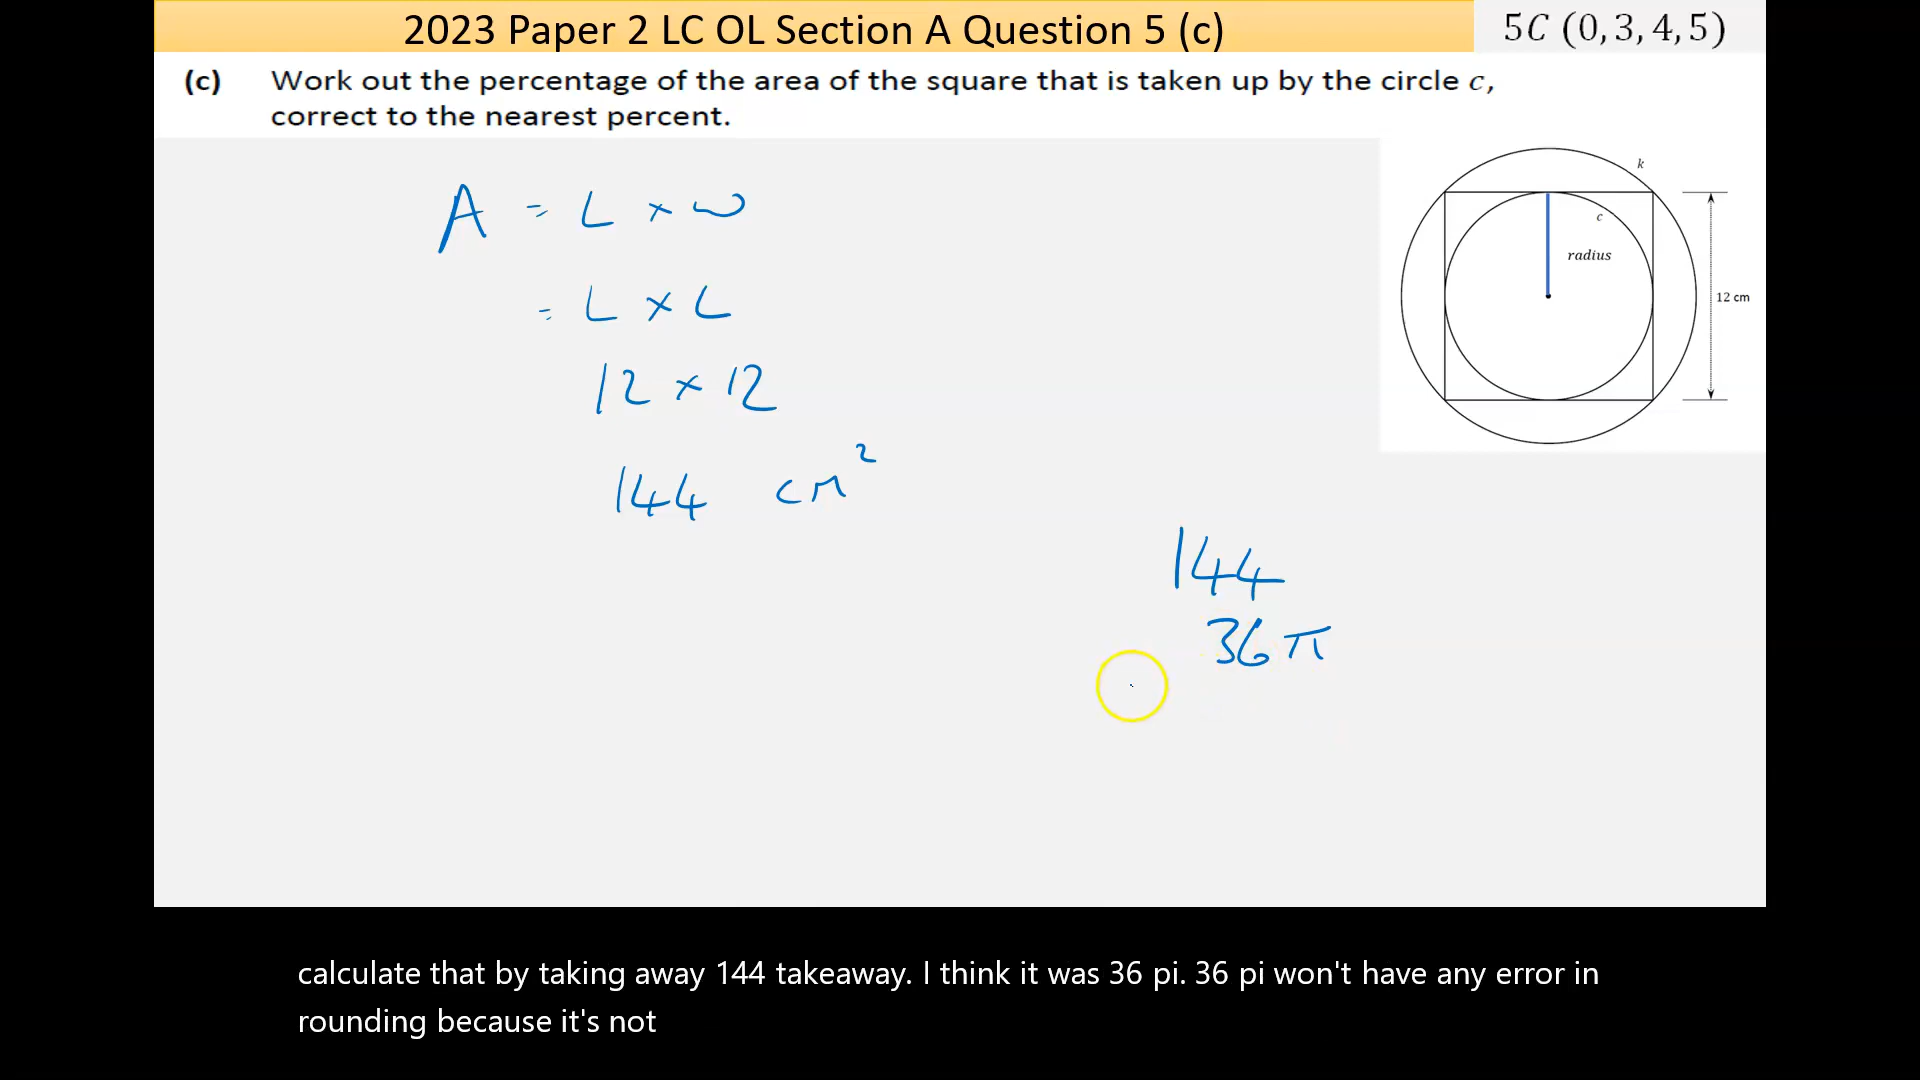 2023 Paper 2 LC OL Section A Question 5 (c)
5C (0, 3, 4, 5)
(c) Work out the percentage of the area of the square that is taken up by the circle c,
correct to the nearest percent.
k
c
radius
12 cm
A = L × w
= L × L
12 × 12
144 cm²
144
36π
calculate that by taking away 144 takeaway. I think it was 36 pi. 36 pi won't have any error in
rounding because it's not